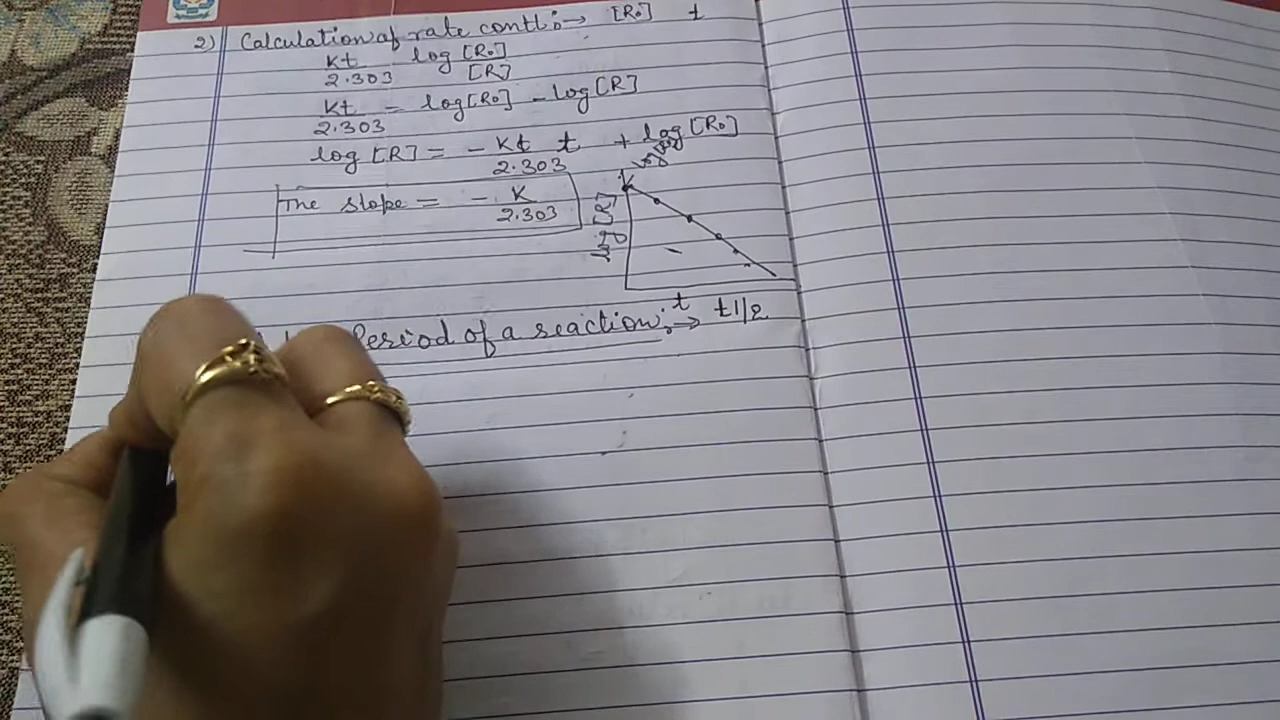 2) Calculation of rate contt:→ [R₀] t
Kt log [R₀]
2.303 [R]
Kt = log[R₀] - log[R]
2.303
log [R] = - Kt t + log [R₀]
2.303
The slope = - K
2.303
log [R]
t
Period of a reaction:→ t1/2